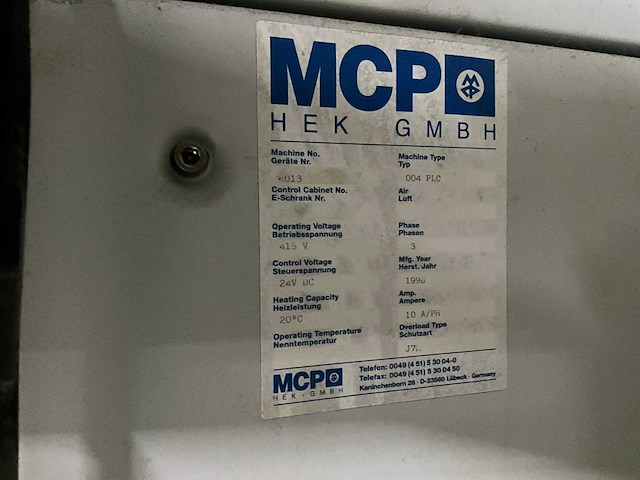 MCP
HEK GMBH
Machine No. Machine Type
Geräte Nr. Typ
004 PLC
Control Cabinet No. Air
E-Schrank Nr. Luft
Operating Voltage Phase
Betriebsspannung Phasen
415 V 3
Control Voltage Mfg. Year
Steuerspannung Herst. Jahr
24V DC
Heating Capacity Amp.
Heizleistung Ampere
20°C 10 A/PH
Operating Temperature Overload Type
Nenntemperatur Schutzart
MCP
HEK-GMBH
Telefon: 0049 (4 51) 5 30 04-0
Telefax: 0049 (4 51) 5 30 04 50
Kaninchenborn 28 · D-23560 Lübeck · Germany